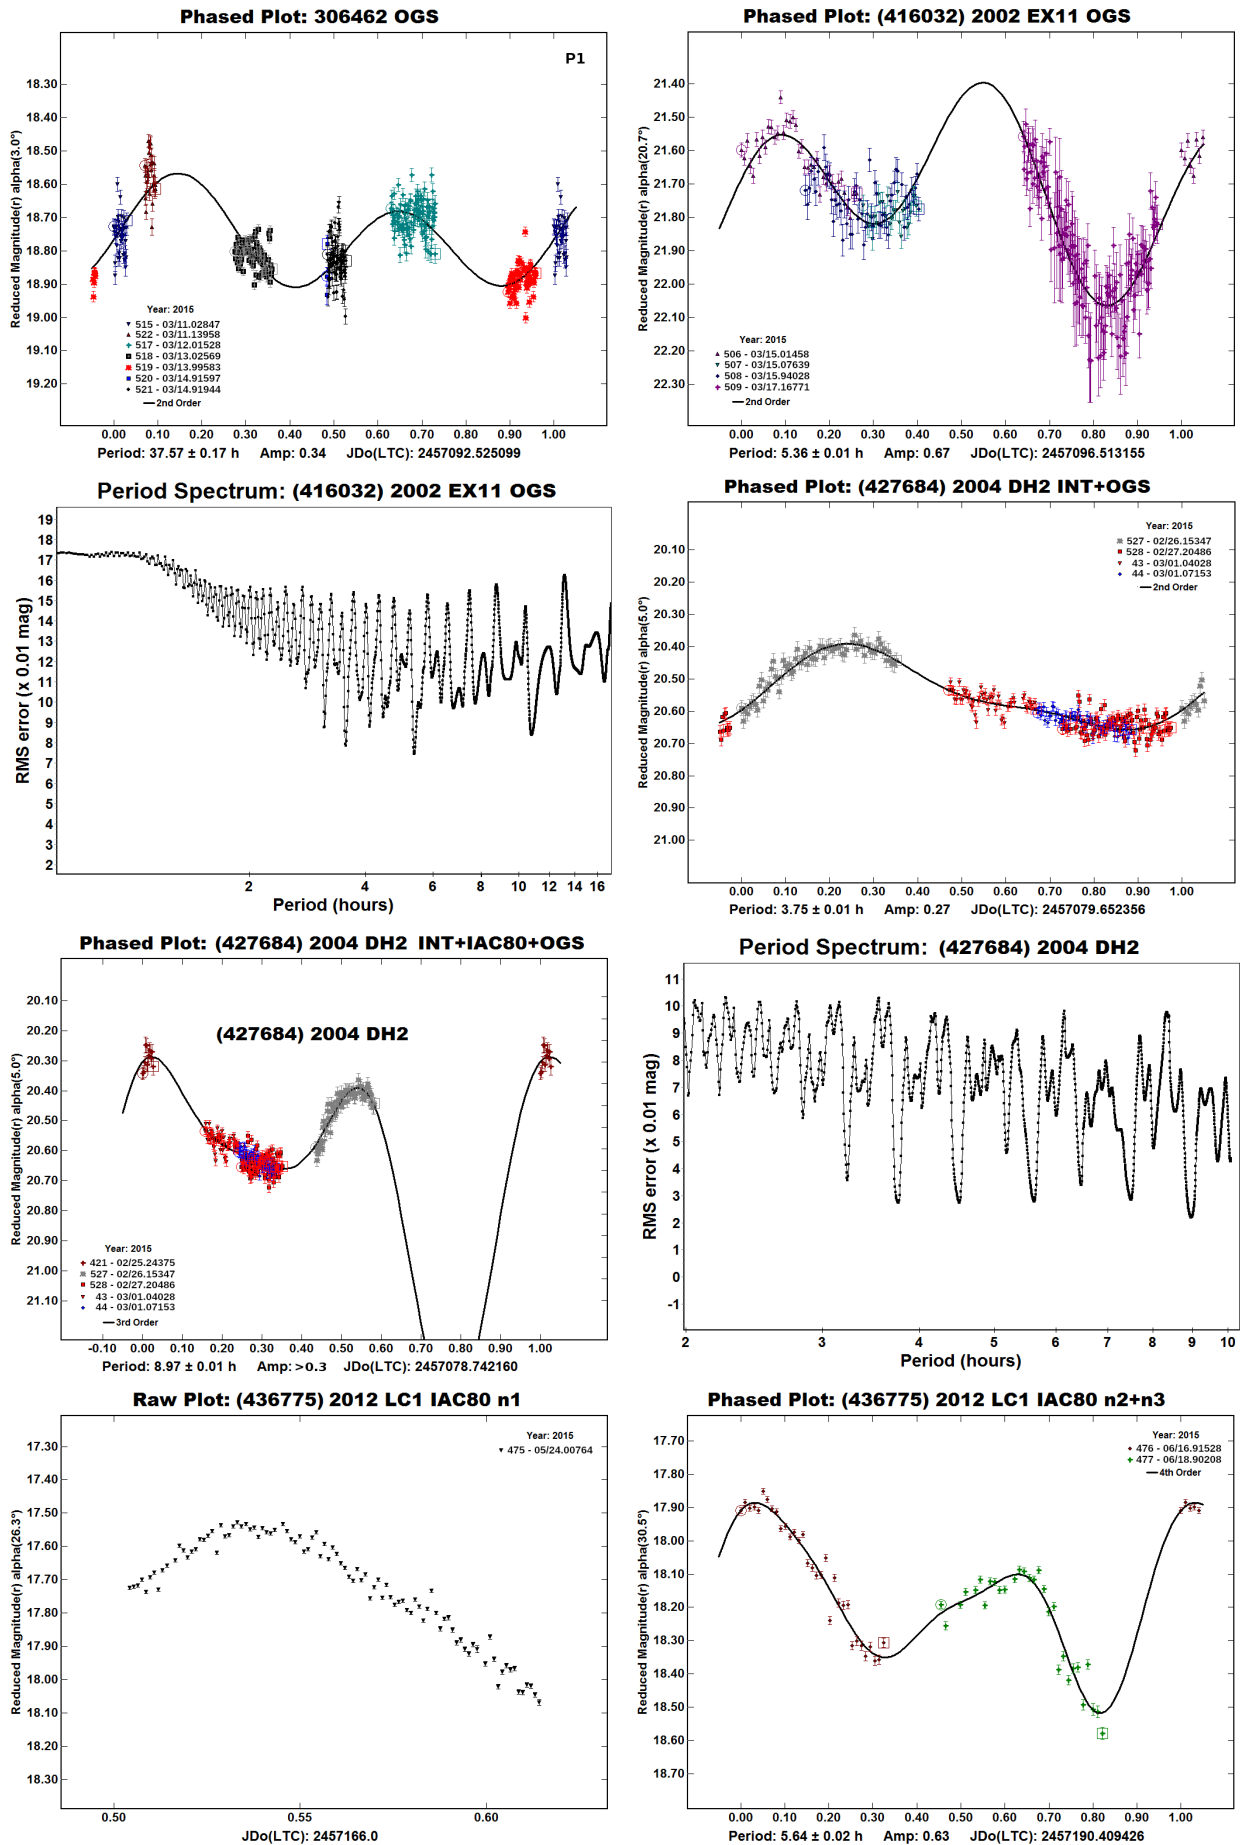 Phased Plot: 306462 OGS
P1
Reduced Magnitude(r) alpha(3.0°)
18.30
18.40
18.50
18.60
18.70
18.80
18.90
19.00
19.10
19.20
Year: 2015
515 - 03/11.02847
522 - 03/11.13958
517 - 03/12.01528
518 - 03/13.02569
519 - 03/13.99583
520 - 03/14.91597
521 - 03/14.91944
2nd Order
0.00 0.10 0.20 0.30 0.40 0.50 0.60 0.70 0.80 0.90 1.00
Period: 37.57 ± 0.17 h Amp: 0.34 JDo(LTC): 2457092.525099
Phased Plot: (416032) 2002 EX11 OGS
Reduced Magnitude(r) alpha(20.7°)
21.40
21.50
21.60
21.70
21.80
21.90
22.00
22.10
22.20
22.30
Year: 2015
506 - 03/15.01458
507 - 03/15.07639
508 - 03/15.94028
509 - 03/17.16771
2nd Order
0.00 0.10 0.20 0.30 0.40 0.50 0.60 0.70 0.80 0.90 1.00
Period: 5.36 ± 0.01 h Amp: 0.67 JDo(LTC): 2457096.513155
Period Spectrum: (416032) 2002 EX11 OGS
RMS error (x 0.01 mag)
19
18
17
16
15
14
13
12
11
10
9
8
7
6
5
4
3
2
2 4 6 8 10 12 14 16
Period (hours)
Phased Plot: (427684) 2004 DH2 INT+OGS
Reduced Magnitude(r) alpha(5.0°)
20.10
20.20
20.30
20.40
20.50
20.60
20.70
20.80
20.90
21.00
Year: 2015
527 - 02/26.15347
528 - 02/27.20486
43 - 03/01.04028
44 - 03/01.07153
2nd Order
0.00 0.10 0.20 0.30 0.40 0.50 0.60 0.70 0.80 0.90 1.00
Period: 3.75 ± 0.01 h Amp: 0.27 JDo(LTC): 2457079.652356
Phased Plot: (427684) 2004 DH2 INT+IAC80+OGS
(427684) 2004 DH2
Reduced Magnitude(r) alpha(5.0°)
20.10
20.20
20.30
20.40
20.50
20.60
20.70
20.80
20.90
21.00
21.10
Year: 2015
421 - 02/25.24375
527 - 02/26.15347
528 - 02/27.20486
43 - 03/01.04028
44 - 03/01.07153
3rd Order
-0.10 0.00 0.10 0.20 0.30 0.40 0.50 0.60 0.70 0.80 0.90 1.00
Period: 8.97 ± 0.01 h Amp: >0.3 JDo(LTC): 2457078.742160
Period Spectrum: (427684) 2004 DH2
RMS error (x 0.01 mag)
11
10
9
8
7
6
5
4
3
2
1
0
-1
2 3 4 5 6 7 8 9 10
Period (hours)
Raw Plot: (436775) 2012 LC1 IAC80 n1
Reduced Magnitude(r) alpha(26.3°)
17.30
17.40
17.50
17.60
17.70
17.80
17.90
18.00
18.10
18.20
18.30
Year: 2015
475 - 05/24.00764
0.50 0.55 0.60
JDo(LTC): 2457166.0
Phased Plot: (436775) 2012 LC1 IAC80 n2+n3
Reduced Magnitude(r) alpha(30.5°)
17.70
17.80
17.90
18.00
18.10
18.20
18.30
18.40
18.50
18.60
18.70
Year: 2015
476 - 06/16.91528
477 - 06/18.90208
4th Order
0.00 0.10 0.20 0.30 0.40 0.50 0.60 0.70 0.80 0.90 1.00
Period: 5.64 ± 0.02 h Amp: 0.63 JDo(LTC): 2457190.409426